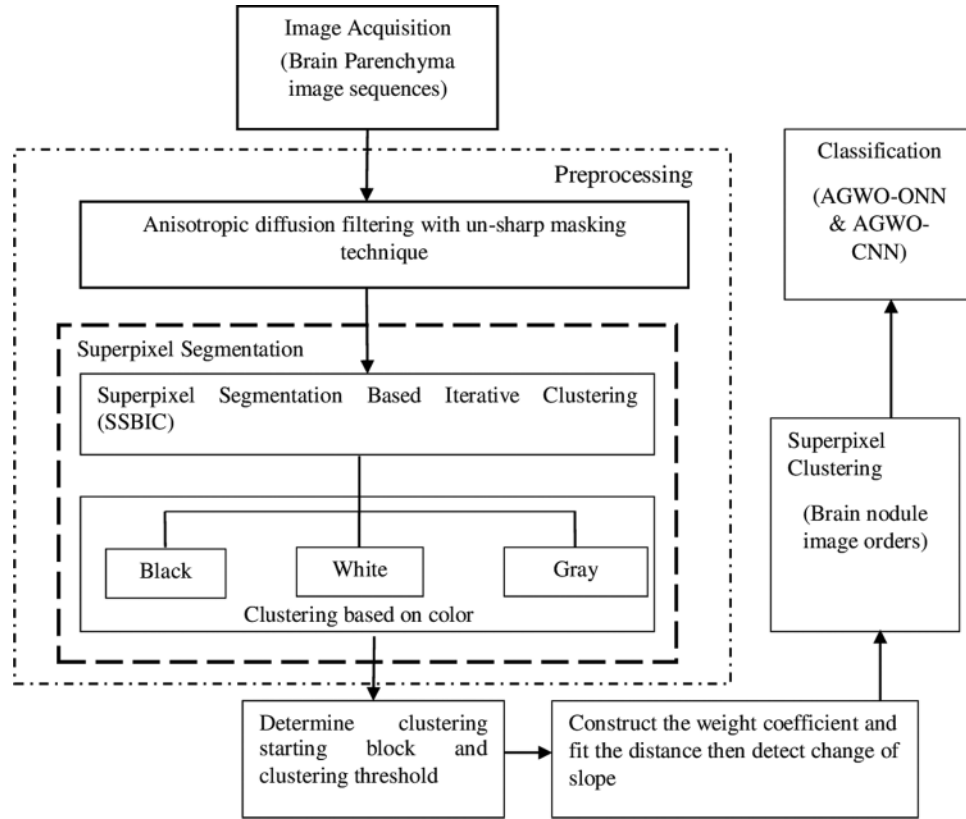 Image Acquisition
(Brain Parenchyma
image sequences)
Preprocessing
Anisotropic diffusion filtering with un-sharp masking
technique
Superpixel Segmentation
Superpixel Segmentation Based Iterative Clustering
(SSBIC)
Black
White
Gray
Clustering based on color
Determine clustering
starting block and
clustering threshold
Construct the weight coefficient and
fit the distance then detect change of
slope
Superpixel
Clustering
(Brain nodule
image orders)
Classification
(AGWO-ONN
& AGWO-
CNN)